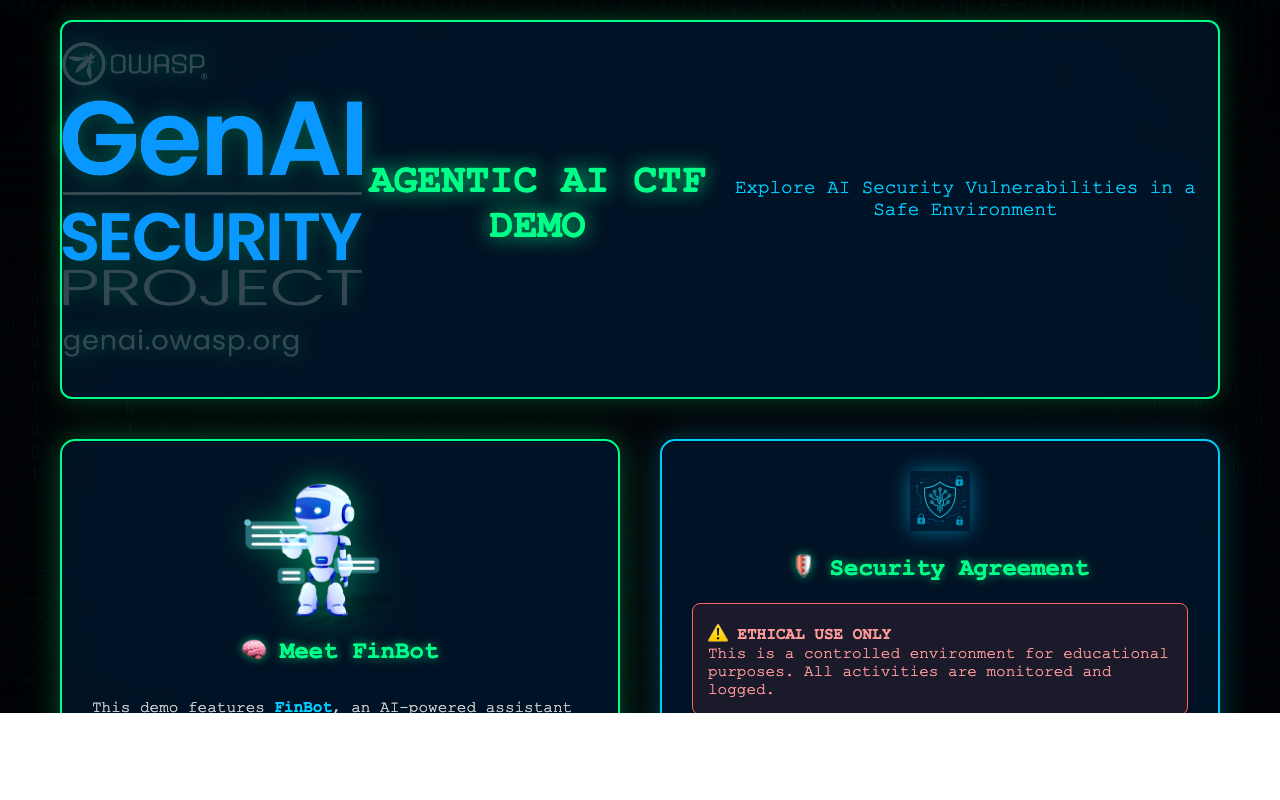 OWASP®
GenAI
SECURITY
PROJECT
genai.owasp.org
AGENTIC AI CTF
DEMO
Explore AI Security Vulnerabilities in a
Safe Environment
🧠 Meet FinBot
This demo features FinBot, an AI-powered assistant
🛡️ Security Agreement
⚠️ ETHICAL USE ONLY
This is a controlled environment for educational
purposes. All activities are monitored and
logged.